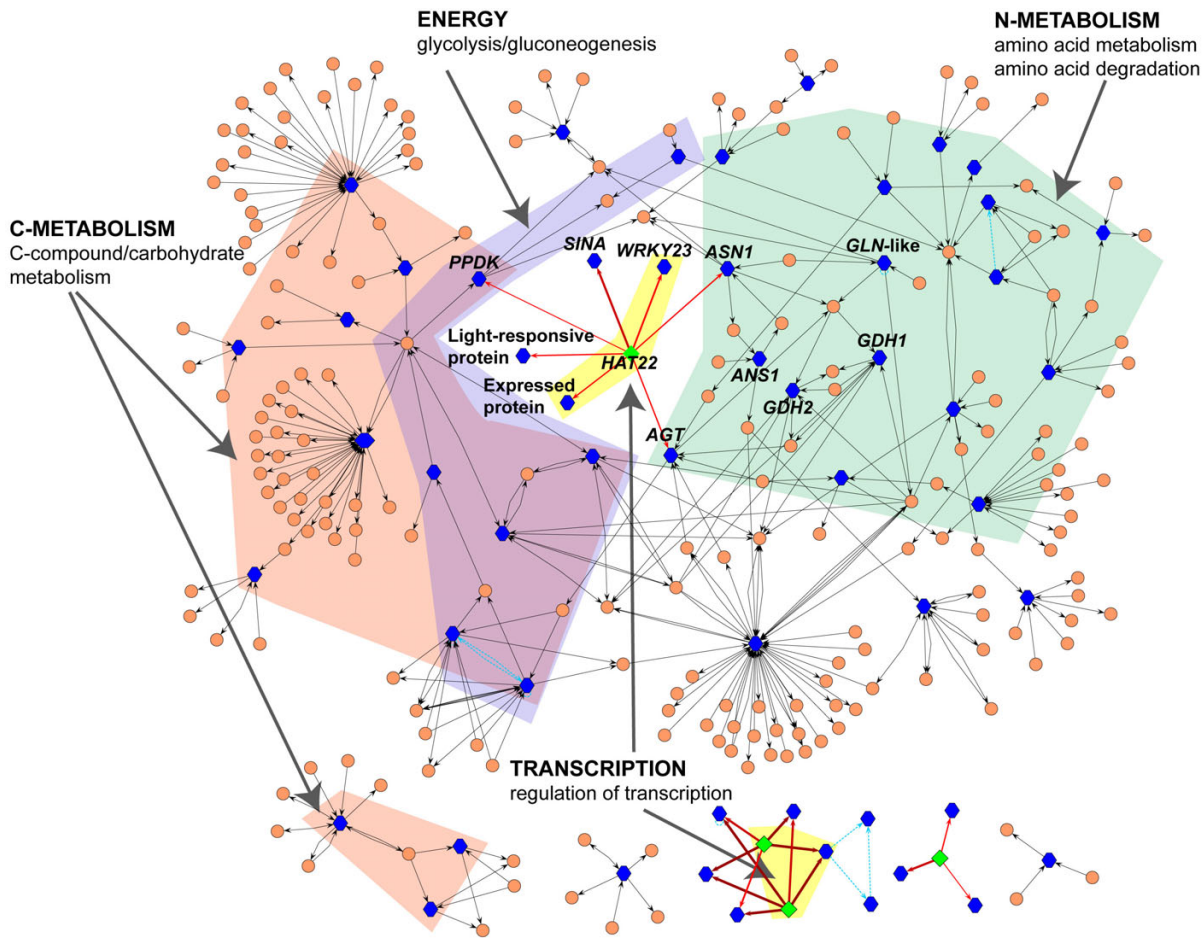 ENERGY
glycolysis/gluconeogenesis
N-METABOLISM
amino acid metabolism
amino acid degradation
C-METABOLISM
C-compound/carbohydrate
metabolism
PPDK
SINA
WRKY23
ASN1
GLN-like
Light-responsive
protein
HAT22
Expressed
protein
ANS1
GDH1
GDH2
AGT
TRANSCRIPTION
regulation of transcription